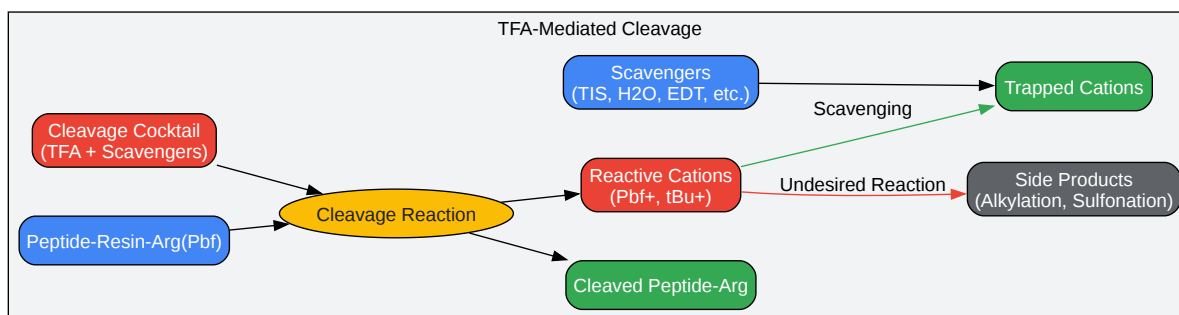 TFA-Mediated Cleavage
Scavengers
(TIS, H2O, EDT, etc.)
Trapped Cations
Scavenging
Cleavage Cocktail
(TFA + Scavengers)
Reactive Cations
(Pbf+, tBu+)
Undesired Reaction
Side Products
(Alkylation, Sulfonation)
Cleavage Reaction
Peptide-Resin-Arg(Pbf)
Cleaved Peptide-Arg